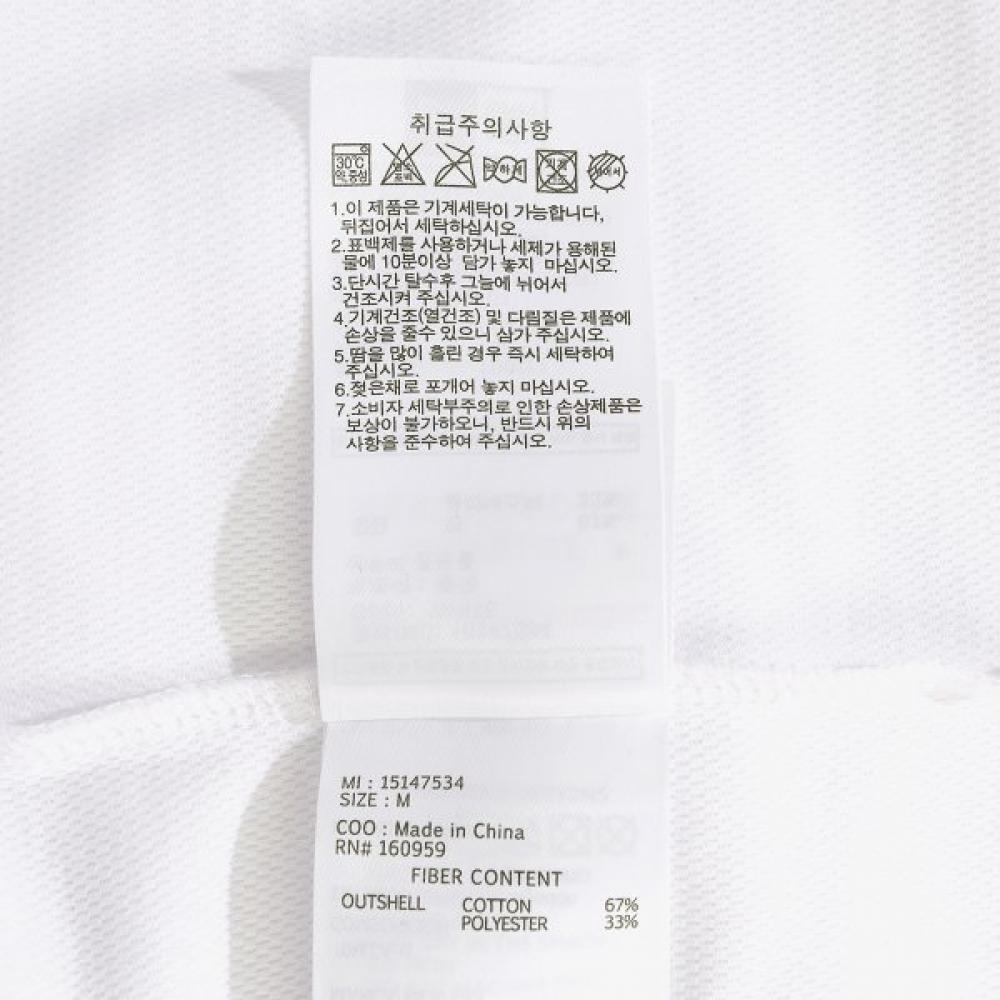 취급주의사항
30℃
약.중성
염소
표백
약하게
뉘어서
1.이 제품은 기계세탁이 가능합니다,
뒤집어서 세탁하십시오.
2.표백제를 사용하거나 세제가 용해된
물에 10분이상 담가 놓지 마십시오.
3.단시간 탈수후 그늘에 뉘어서
건조시켜 주십시오.
4.기계건조(열건조) 및 다림질은 제품에
손상을 줄수 있으니 삼가 주십시오.
5.땀을 많이 흘린 경우 즉시 세탁하여
주십시오.
6.젖은채로 포개어 놓지 마십시오.
7.소비자 세탁부주의로 인한 손상제품은
보상이 불가하오니, 반드시 위의
사항을 준수하여 주십시오.
MI : 15147534
SIZE : M
COO : Made in China
RN# 160959
FIBER CONTENT
OUTSHELL COTTON 67%
POLYESTER 33%